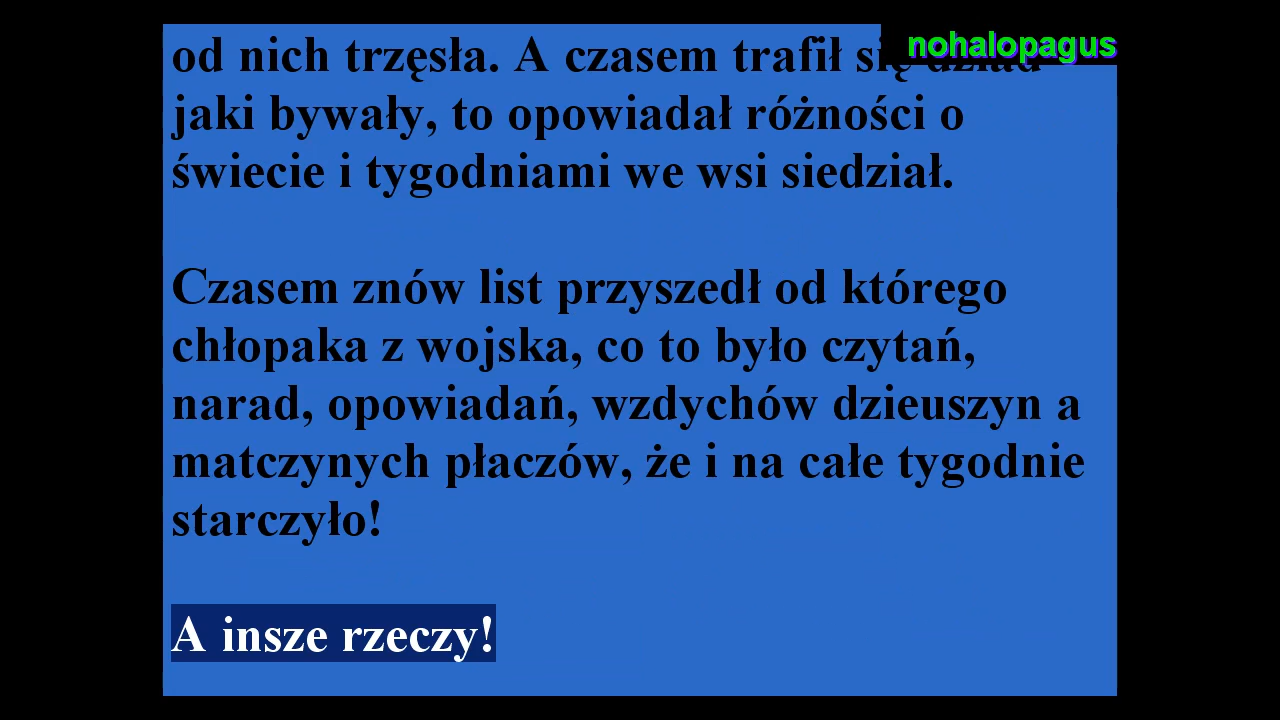 od nich trzęsła. A czasem trafił się dziad
nohalopagus
jaki bywały, to opowiadał różności o
świecie i tygodniami we wsi siedział.
Czasem znów list przyszedł od którego
chłopaka z wojska, co to było czytań,
narad, opowiadań, wzdychów dzieuszyn a
matczynych płaczów, że i na całe tygodnie
starczyło!
A insze rzeczy!